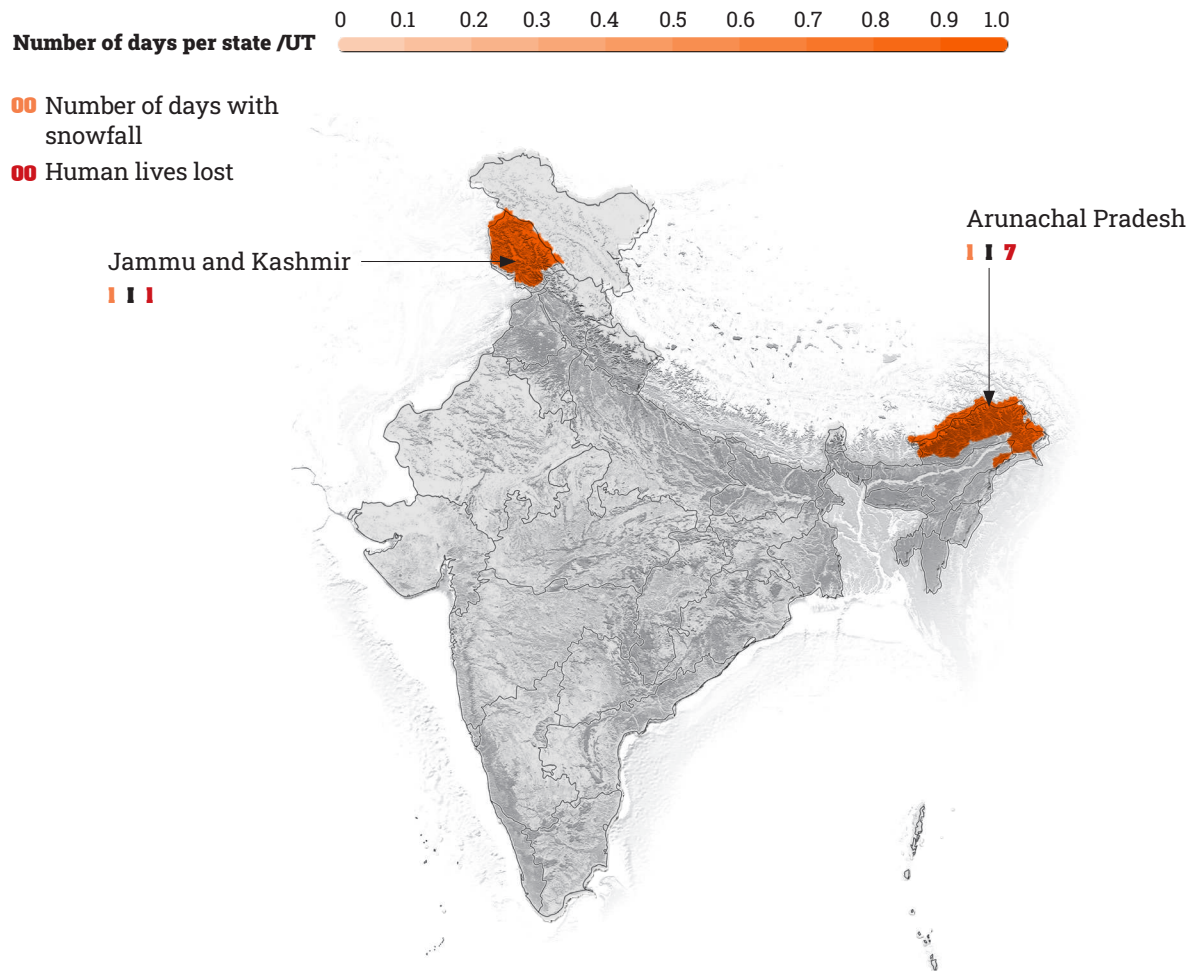 0 0.1 0.2 0.3 0.4 0.5 0.6 0.7 0.8 0.9 1.0
Number of days per state /UT
00 Number of days with
snowfall
00 Human lives lost
Arunachal Pradesh
1 I 7
Jammu and Kashmir
1 I 1